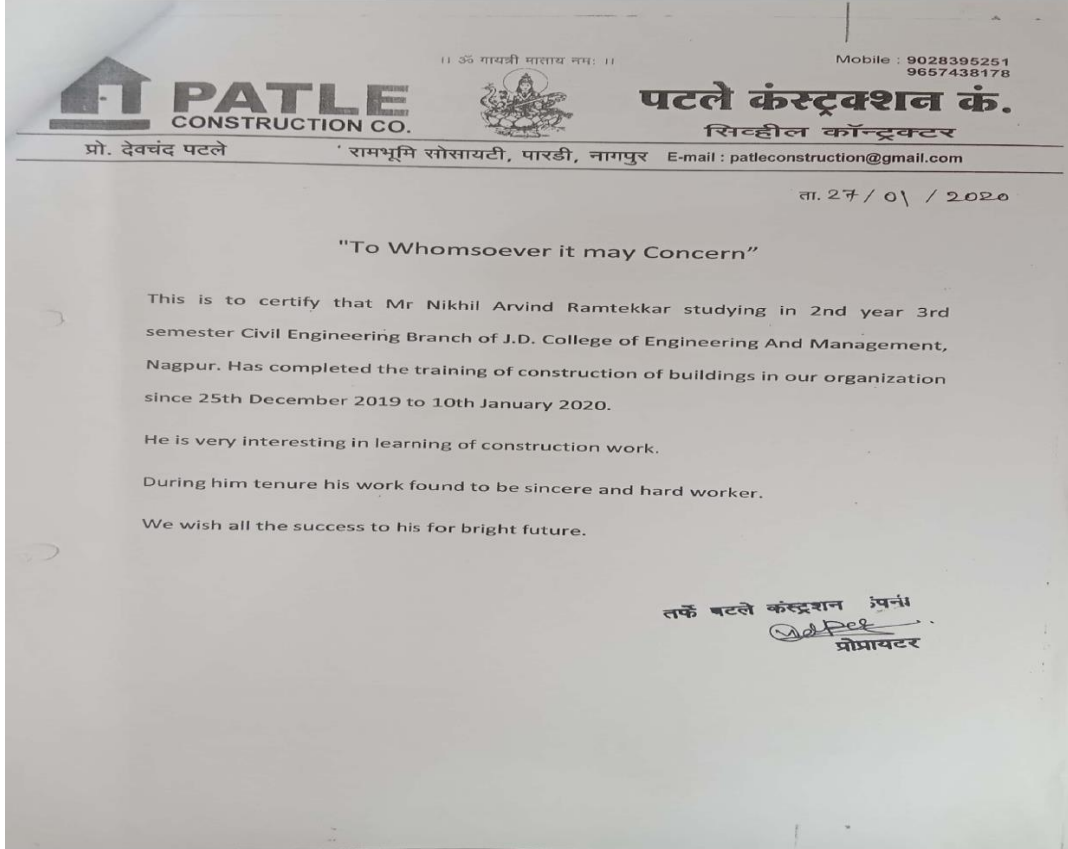 ।। ॐ गायत्री माताय नमः ।।
Mobile : 9028395251
9657438178
PATLE
CONSTRUCTION CO.
पटले कंस्ट्रक्शन कं.
सिव्हील कॉन्ट्रक्टर
प्रो. देवचंद पटले रामभूमि सोसायटी, पारडी, नागपुर E-mail : patleconstruction@gmail.com
ता. 27 / 01 / 2020
"To Whomsoever it may Concern”
This is to certify that Mr Nikhil Arvind Ramtekkar studying in 2nd year 3rd
semester Civil Engineering Branch of J.D. College of Engineering And Management,
Nagpur. Has completed the training of construction of buildings in our organization
since 25th December 2019 to 10th January 2020.
He is very interesting in learning of construction work.
During him tenure his work found to be sincere and hard worker.
We wish all the success to his for bright future.
तर्फे पटले कंस्ट्रशन
प्रोप्रायटर